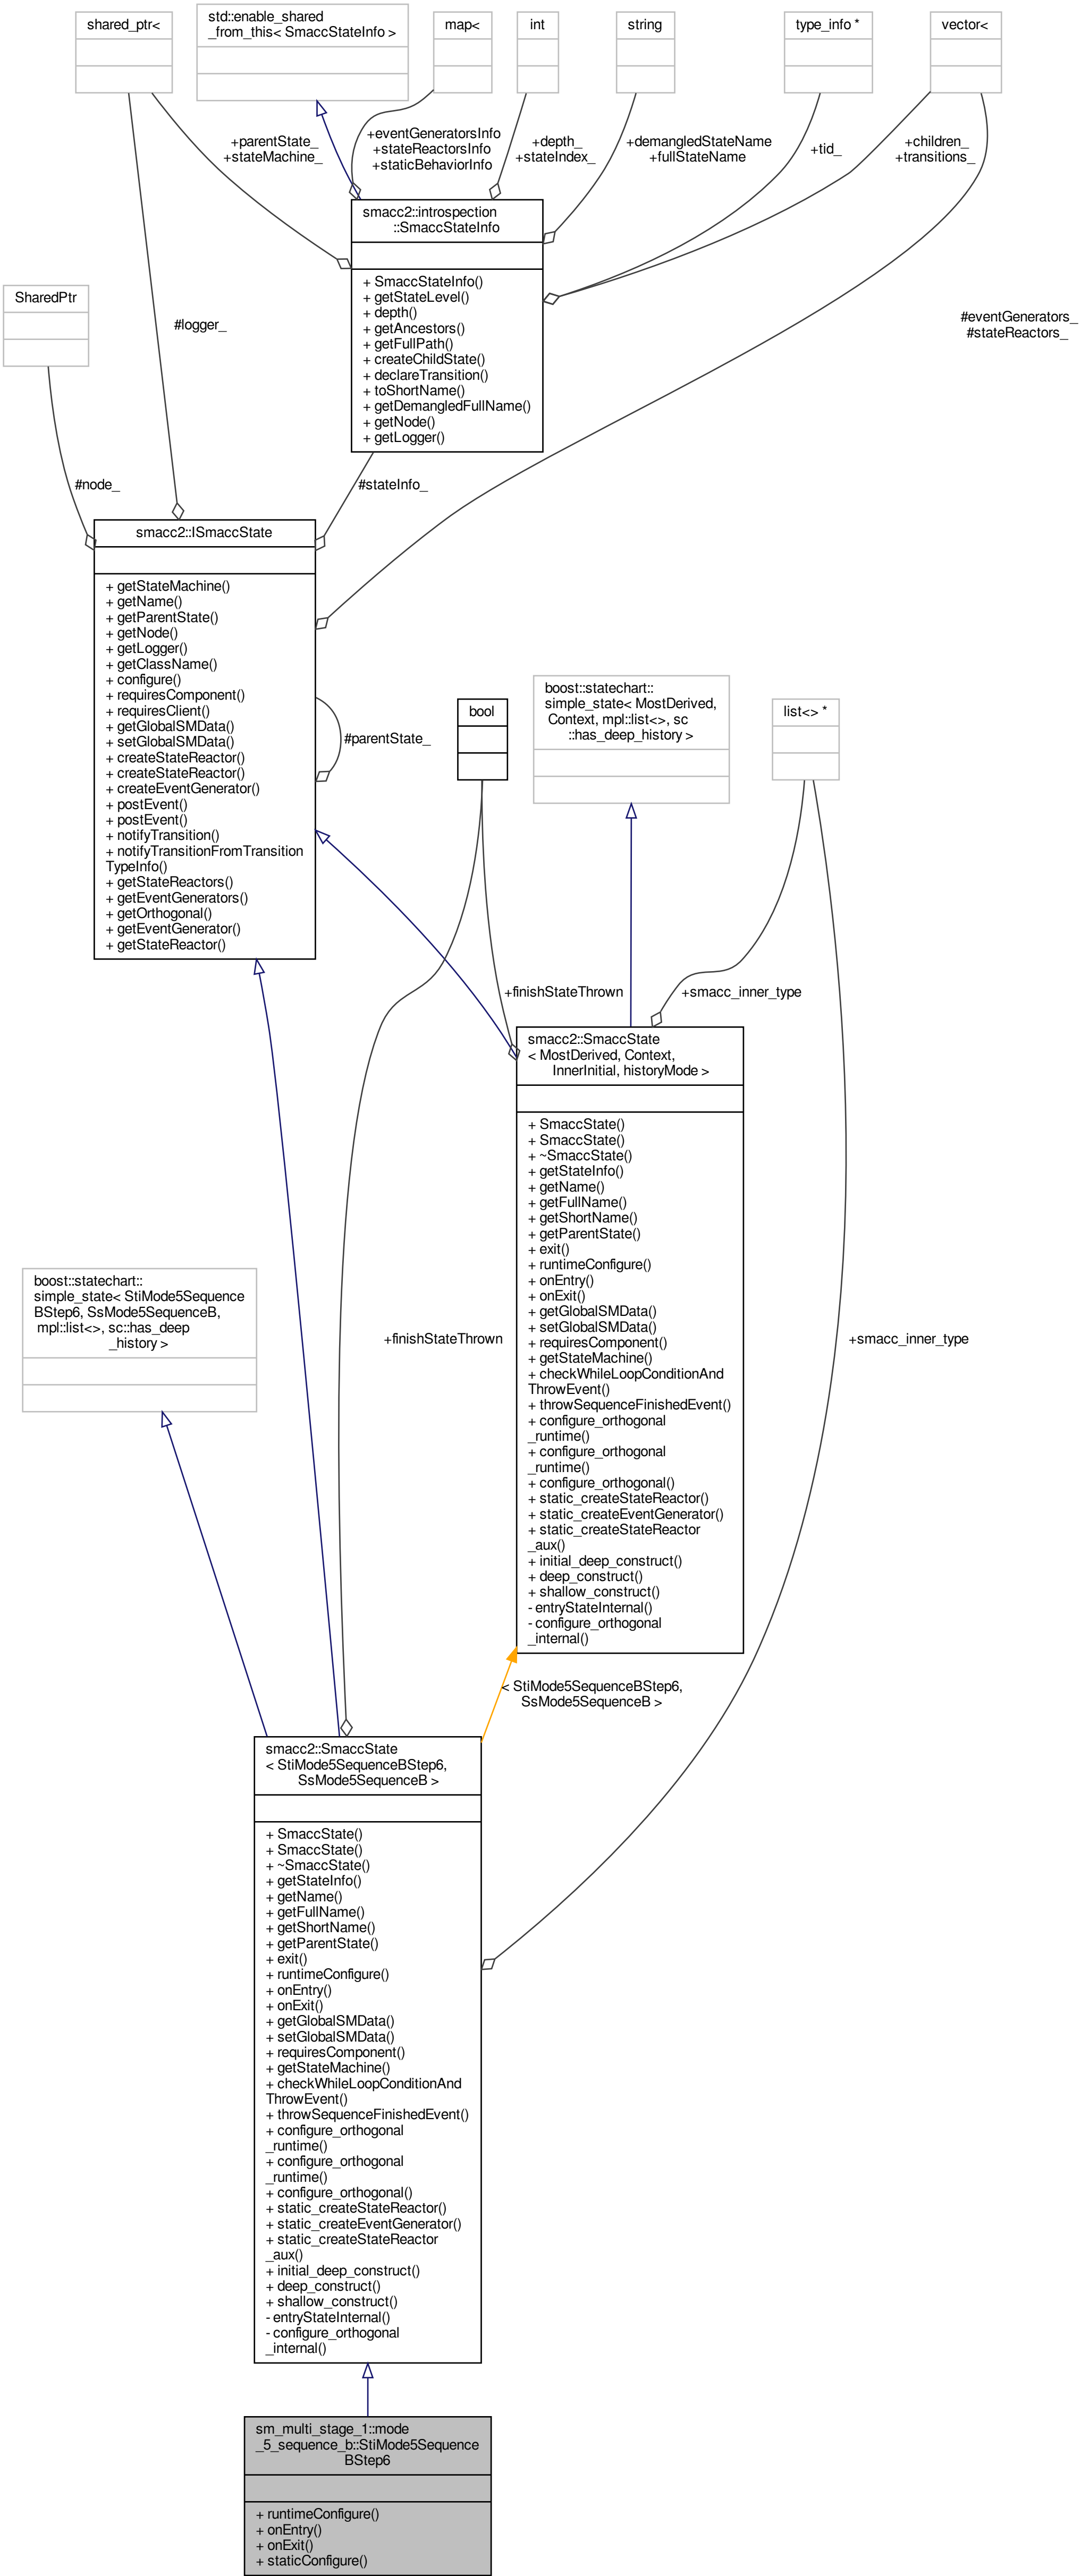 shared_ptr<
std::enable_shared
_from_this< SmaccStateInfo >
map<
int
string
type_info *
vector<
+parentState_
+stateMachine_
+eventGeneratorsInfo
+stateReactorsInfo
+staticBehaviorInfo
+depth_
+stateIndex_
+demangledStateName
+fullStateName
+tid_
+children_
+transitions_
smacc2::introspection
::SmaccStateInfo
+ SmaccStateInfo()
+ getStateLevel()
+ depth()
+ getAncestors()
+ getFullPath()
+ createChildState()
+ declareTransition()
+ toShortName()
+ getDemangledFullName()
+ getNode()
+ getLogger()
SharedPtr
#logger_
#eventGenerators_
#stateReactors_
#node_
#stateInfo_
smacc2::ISmaccState
+ getStateMachine()
+ getName()
+ getParentState()
+ getNode()
+ getLogger()
+ getClassName()
+ configure()
+ requiresComponent()
+ requiresClient()
+ getGlobalSMData()
+ setGlobalSMData()
+ createStateReactor()
+ createStateReactor()
+ createEventGenerator()
+ postEvent()
+ postEvent()
+ notifyTransition()
+ notifyTransitionFromTransition
TypeInfo()
+ getStateReactors()
+ getEventGenerators()
+ getOrthogonal()
+ getEventGenerator()
+ getStateReactor()
#parentState_
bool
boost::statechart::
simple_state< MostDerived,
Context, mpl::list<>, sc
::has_deep_history >
list<> *
+finishStateThrown
+smacc_inner_type
smacc2::SmaccState
< MostDerived, Context,
InnerInitial, historyMode >
+ SmaccState()
+ SmaccState()
+ ~SmaccState()
+ getStateInfo()
+ getName()
+ getFullName()
+ getShortName()
+ getParentState()
+ exit()
+ runtimeConfigure()
+ onEntry()
+ onExit()
+ getGlobalSMData()
+ setGlobalSMData()
+ requiresComponent()
+ getStateMachine()
+ checkWhileLoopConditionAnd
ThrowEvent()
+ throwSequenceFinishedEvent()
+ configure_orthogonal
_runtime()
+ configure_orthogonal
_runtime()
+ configure_orthogonal()
+ static_createStateReactor()
+ static_createEventGenerator()
+ static_createStateReactor
_aux()
+ initial_deep_construct()
+ deep_construct()
+ shallow_construct()
- entryStateInternal()
- configure_orthogonal
_internal()
boost::statechart::
simple_state< StiMode5Sequence
BStep6, SsMode5SequenceB,
mpl::list<>, sc::has_deep
_history >
+finishStateThrown
+smacc_inner_type
< StiMode5SequenceBStep6,
SsMode5SequenceB >
smacc2::SmaccState
< StiMode5SequenceBStep6,
SsMode5SequenceB >
+ SmaccState()
+ SmaccState()
+ ~SmaccState()
+ getStateInfo()
+ getName()
+ getFullName()
+ getShortName()
+ getParentState()
+ exit()
+ runtimeConfigure()
+ onEntry()
+ onExit()
+ getGlobalSMData()
+ setGlobalSMData()
+ requiresComponent()
+ getStateMachine()
+ checkWhileLoopConditionAnd
ThrowEvent()
+ throwSequenceFinishedEvent()
+ configure_orthogonal
_runtime()
+ configure_orthogonal
_runtime()
+ configure_orthogonal()
+ static_createStateReactor()
+ static_createEventGenerator()
+ static_createStateReactor
_aux()
+ initial_deep_construct()
+ deep_construct()
+ shallow_construct()
- entryStateInternal()
- configure_orthogonal
_internal()
sm_multi_stage_1::mode
_5_sequence_b::StiMode5Sequence
BStep6
+ runtimeConfigure()
+ onEntry()
+ onExit()
+ staticConfigure()